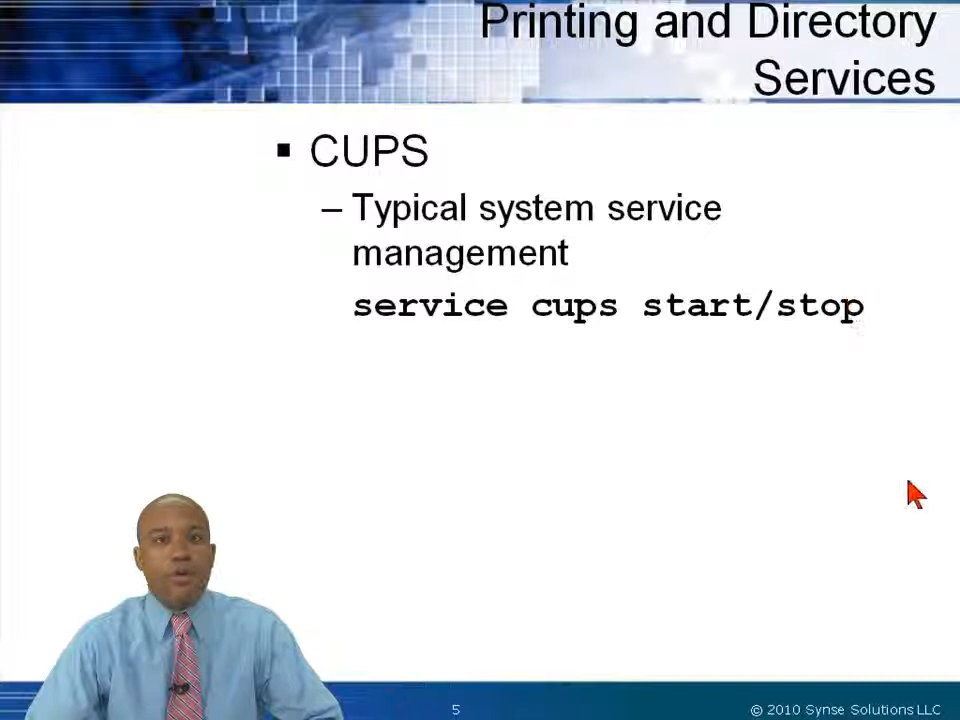 Printing and Directory
Services
▪ CUPS
– Typical system service
management
service cups start/stop
5
© 2010 Synse Solutions LLC